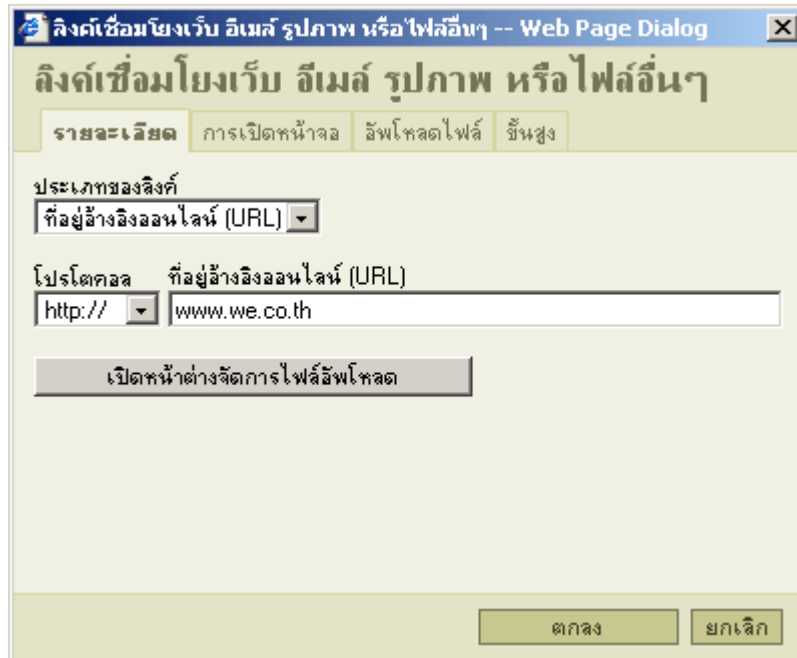 ลิงค์เชื่อมโยงเว็บ อีเมล์ รูปภาพ หรือไฟล์อื่นๆ -- Web Page Dialog
ลิงค์เชื่อมโยงเว็บ อีเมล์ รูปภาพ หรือไฟล์อื่นๆ
รายละเอียด การเปิดหน้าจอ อัพโหลดไฟล์ ขั้นสูง
ประเภทของลิงค์
ที่อยู่อ้างอิงออนไลน์ (URL)
โปรโตคอล ที่อยู่อ้างอิงออนไลน์ (URL)
http:// www.we.co.th
เปิดหน้าต่างจัดการไฟล์อัพโหลด
ตกลง ยกเลิก